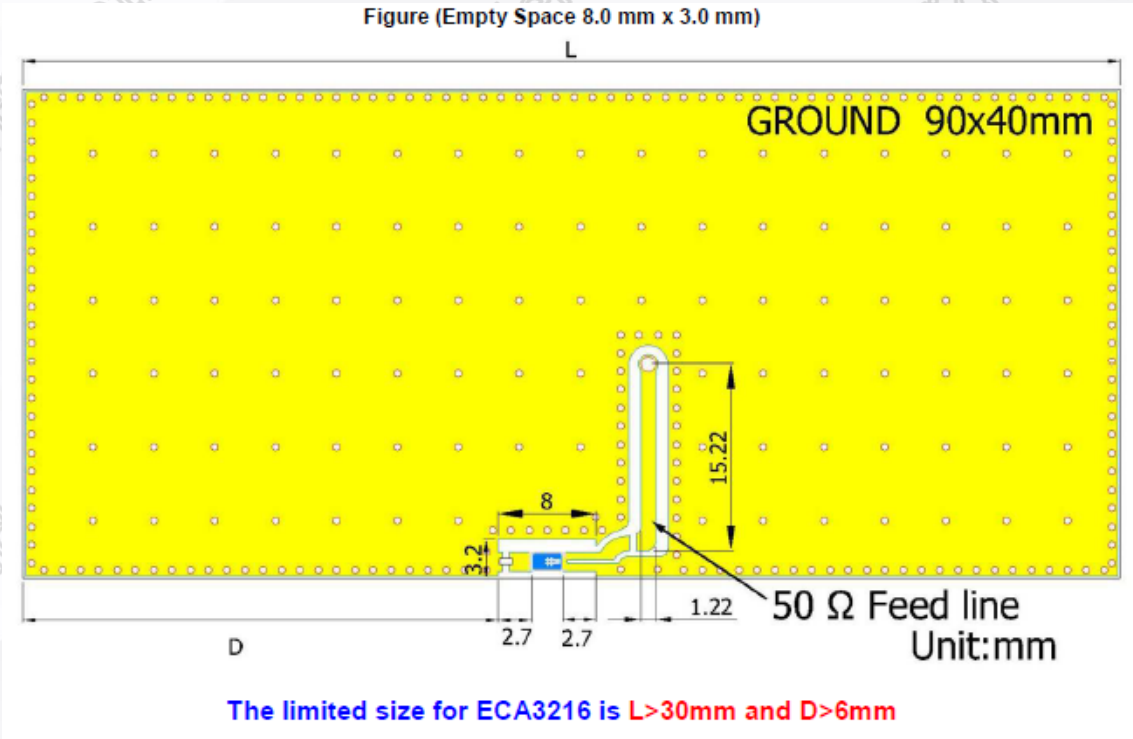 Figure (Empty Space 8.0 mm x 3.0 mm)
L
GROUND 90x40mm
15.22
8
3.2
1.22
50 Ω Feed line
2.7
2.7
Unit:mm
D
The limited size for ECA3216 is L>30mm and D>6mm